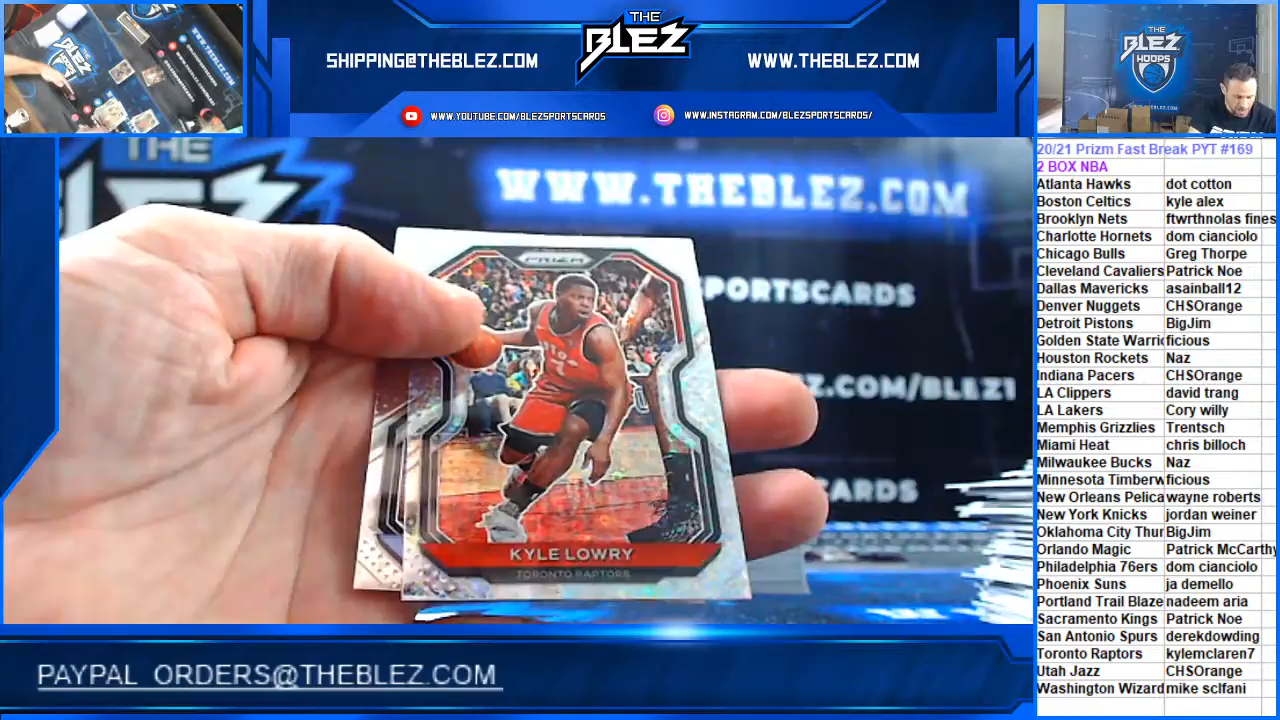 THE
BLEZ
SHIPPING@THEBLEZ.COM
WWW.THEBLEZ.COM
WWW.YOUTUBE.COM/BLEZSPORTSCARDS
WWW.INSTAGRAM.COM/BLEZSPORTSCARDS/
THE
BLEZ
HOOPS
THE
WWW.THEBLEZ.COM
SPORTSCARDS
Z.COM/BLEZ1
CARDS
PRIZM
7
KYLE LOWRY
TORONTO RAPTORS
20/21 Prizm Fast Break PYT #169
2 BOX NBA
Atlanta Hawks dot cotton
Boston Celtics kyle alex
Brooklyn Nets ftwrthnolas fines
Charlotte Hornets dom cianciolo
Chicago Bulls Greg Thorpe
Cleveland Cavaliers Patrick Noe
Dallas Mavericks asainball12
Denver Nuggets CHSOrange
Detroit Pistons BigJim
Golden State Warric ficious
Houston Rockets Naz
Indiana Pacers CHSOrange
LA Clippers david trang
LA Lakers Cory willy
Memphis Grizzlies Trentsch
Miami Heat chris billoch
Milwaukee Bucks Naz
Minnesota Timberw ficious
New Orleans Pelica wayne roberts
New York Knicks jordan weiner
Oklahoma City Thur BigJim
Orlando Magic Patrick McCarthy
Philadelphia 76ers dom cianciolo
Phoenix Suns ja demello
Portland Trail Blaze nadeem aria
Sacramento Kings Patrick Noe
San Antonio Spurs derekdowding
Toronto Raptors kylemclaren7
Utah Jazz CHSOrange
Washington Wizard mike sclfani
PAYPAL ORDERS@THEBLEZ.COM